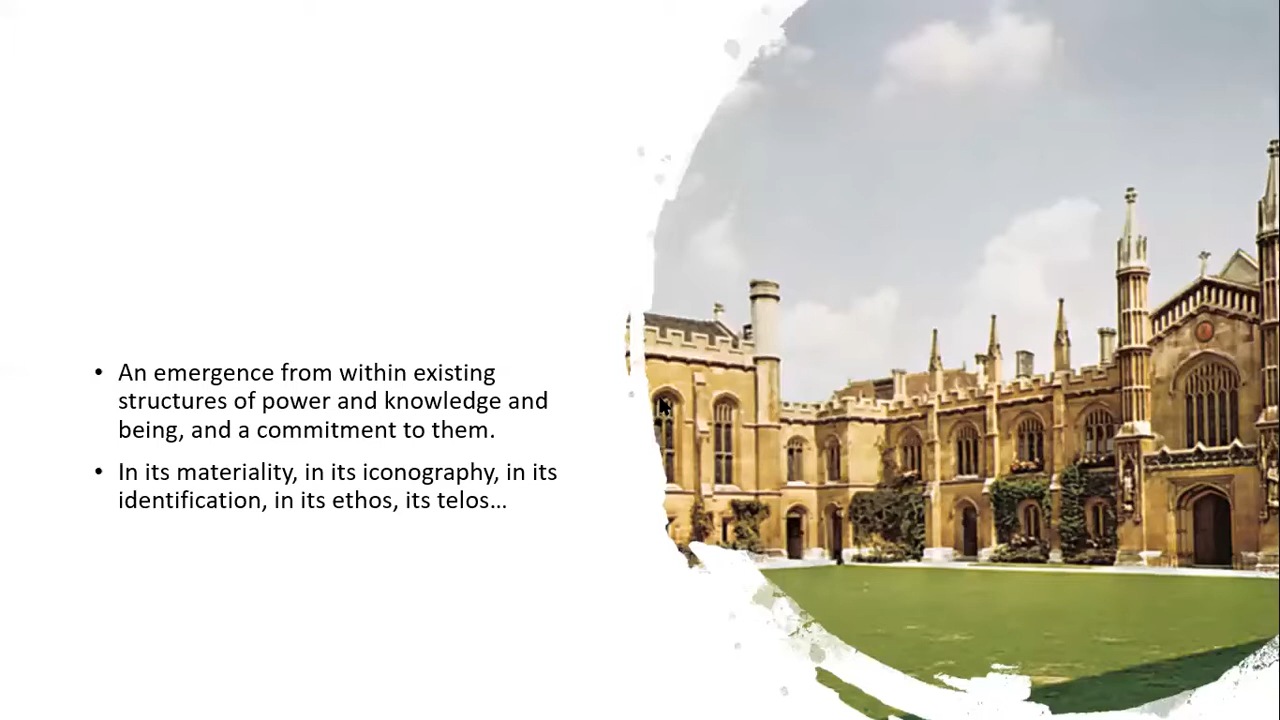 • An emergence from within existing
structures of power and knowledge and
being, and a commitment to them.
• In its materiality, in its iconography, in its
identification, in its ethos, its telos...